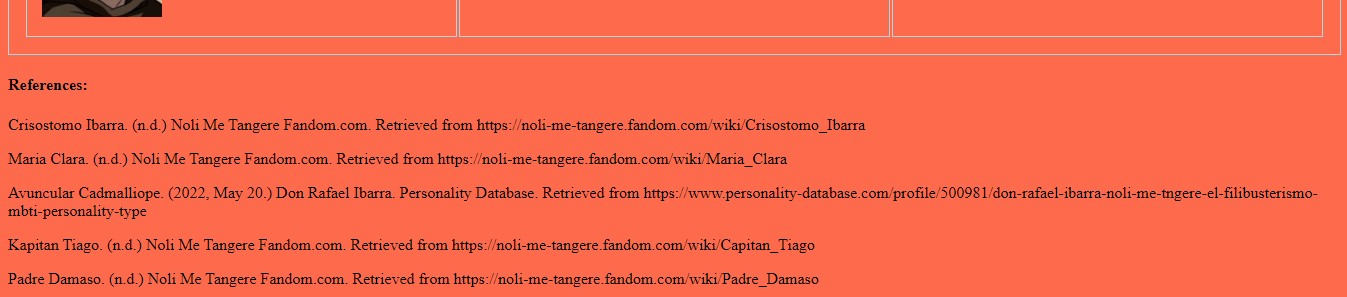 References:
Crisostomo Ibarra. (n.d.) Noli Me Tangere Fandom.com. Retrieved from https://noli-me-tangere.fandom.com/wiki/Crisostomo_Ibarra
Maria Clara. (n.d.) Noli Me Tangere Fandom.com. Retrieved from https://noli-me-tangere.fandom.com/wiki/Maria_Clara
Avuncular Cadmalliope. (2022, May 20.) Don Rafael Ibarra. Personality Database. Retrieved from https://www.personality-database.com/profile/500981/don-rafael-ibarra-noli-me-tngere-el-filibusterismo-
mbti-personality-type
Kapitan Tiago. (n.d.) Noli Me Tangere Fandom.com. Retrieved from https://noli-me-tangere.fandom.com/wiki/Capitan_Tiago
Padre Damaso. (n.d.) Noli Me Tangere Fandom.com. Retrieved from https://noli-me-tangere.fandom.com/wiki/Padre_Damaso